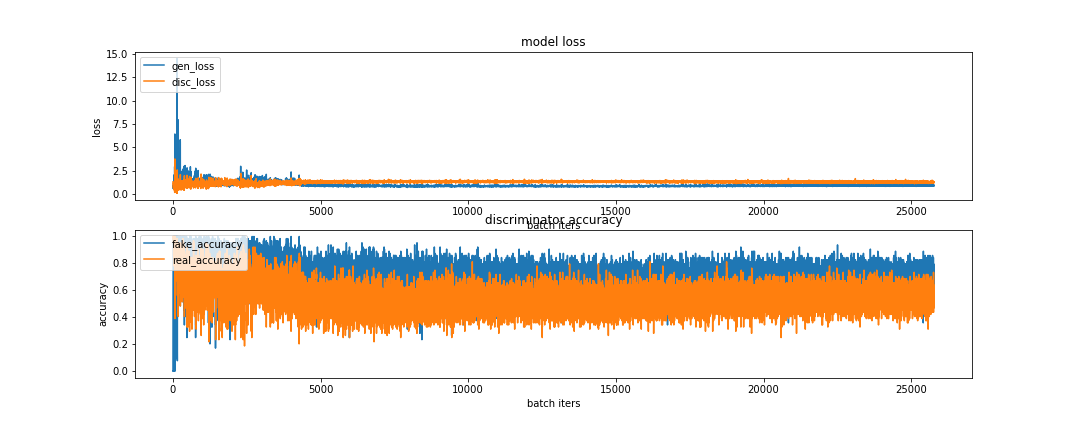 model loss
15.0
12.5
10.0
7.5
5.0
2.5
0.0
loss
gen_loss
disc_loss
0 5000 10000 15000 20000 25000
batch iters
discriminator accuracy
1.0
0.8
0.6
0.4
0.2
0.0
accuracy
fake_accuracy
real_accuracy
0 5000 10000 15000 20000 25000
batch iters